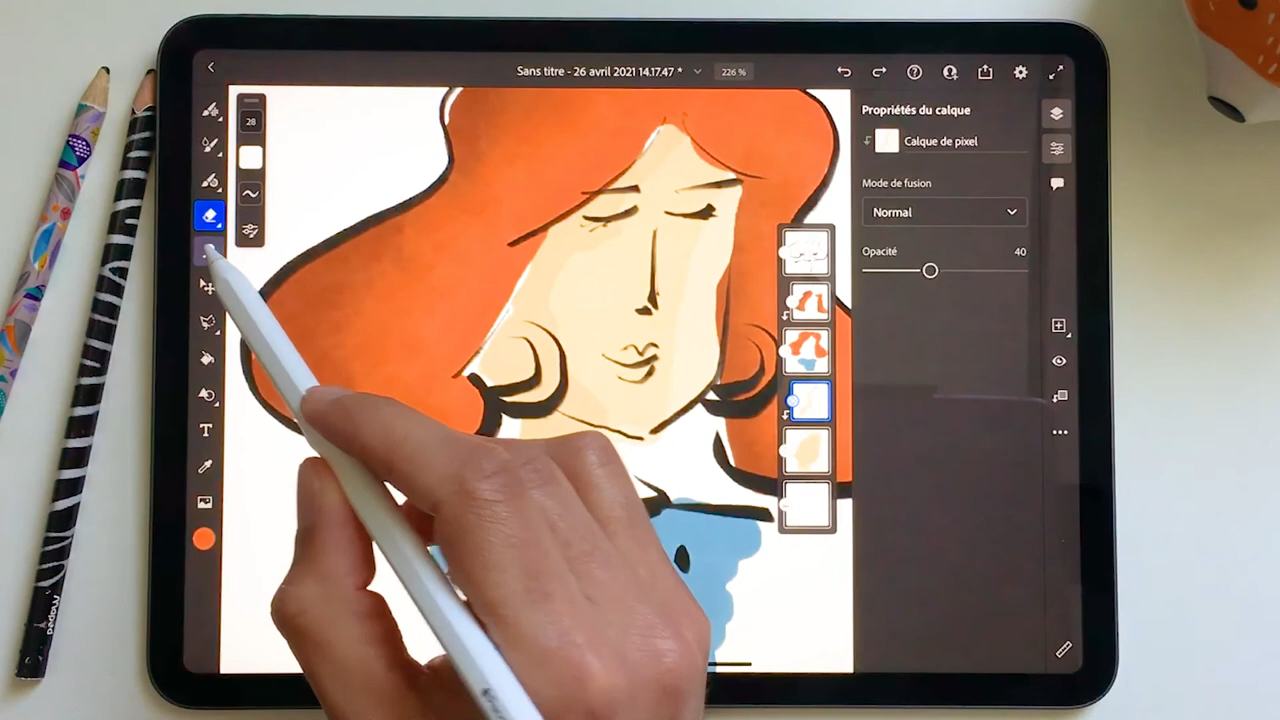 Sans titre - 26 avril 2021 14.17.47 *
226 %
28
Propriétés du calque
Calque de pixel
Mode de fusion
Normal
Opacité
40
T
Maped